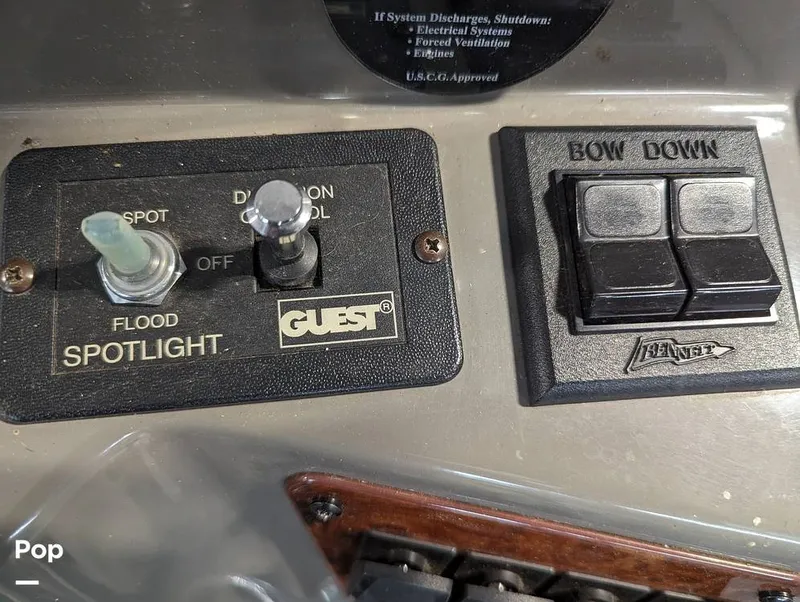 If System Discharges, Shutdown:
• Electrical Systems
• Forced Ventilation
• Engines
U.S.C.G. Approved
SPOT
OFF
FLOOD
SPOTLIGHT
GUEST®
BOW DOWN
BENNETT
Pop